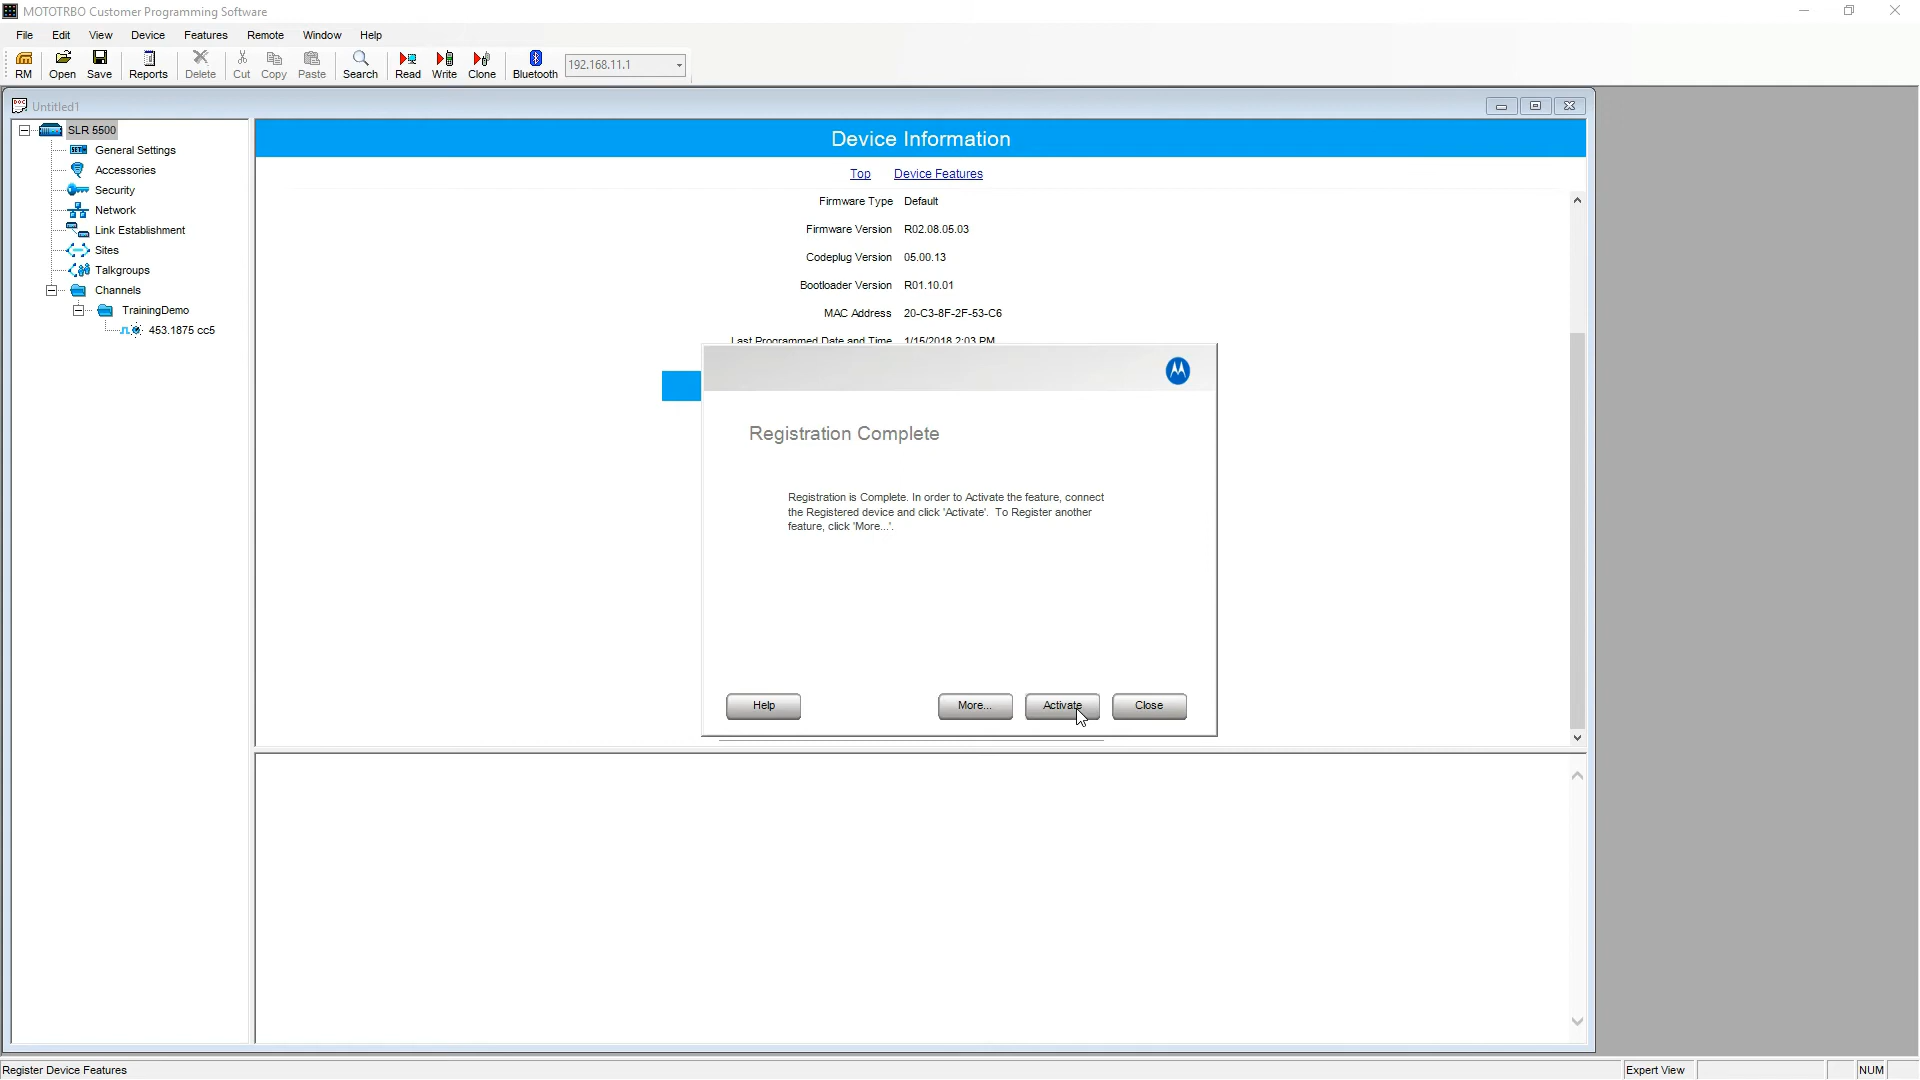 MOTOTRBO Customer Programming Software
File Edit View Device Features Remote Window Help
RM Open Save Reports Delete Cut Copy Paste Search Read Write Clone Bluetooth 192.168.11.1
Untitled1
SLR 5500
General Settings
Accessories
Security
Network
Link Establishment
Sites
Talkgroups
Channels
TrainingDemo
453.1875 cc5
Device Information
Top Device Features
Firmware Type Default
Firmware Version R02.08.05.03
Codeplug Version 05.00.13
Bootloader Version R01.10.01
MAC Address 20-C3-8F-2F-53-C6
Last Programmed Date and Time 1/15/2018 2:03 PM
Registration Complete
Registration is Complete. In order to Activate the feature, connect
the Registered device and click 'Activate'. To Register another
feature, click 'More...'.
Help More... Activate Close
Register Device Features
Expert View NUM